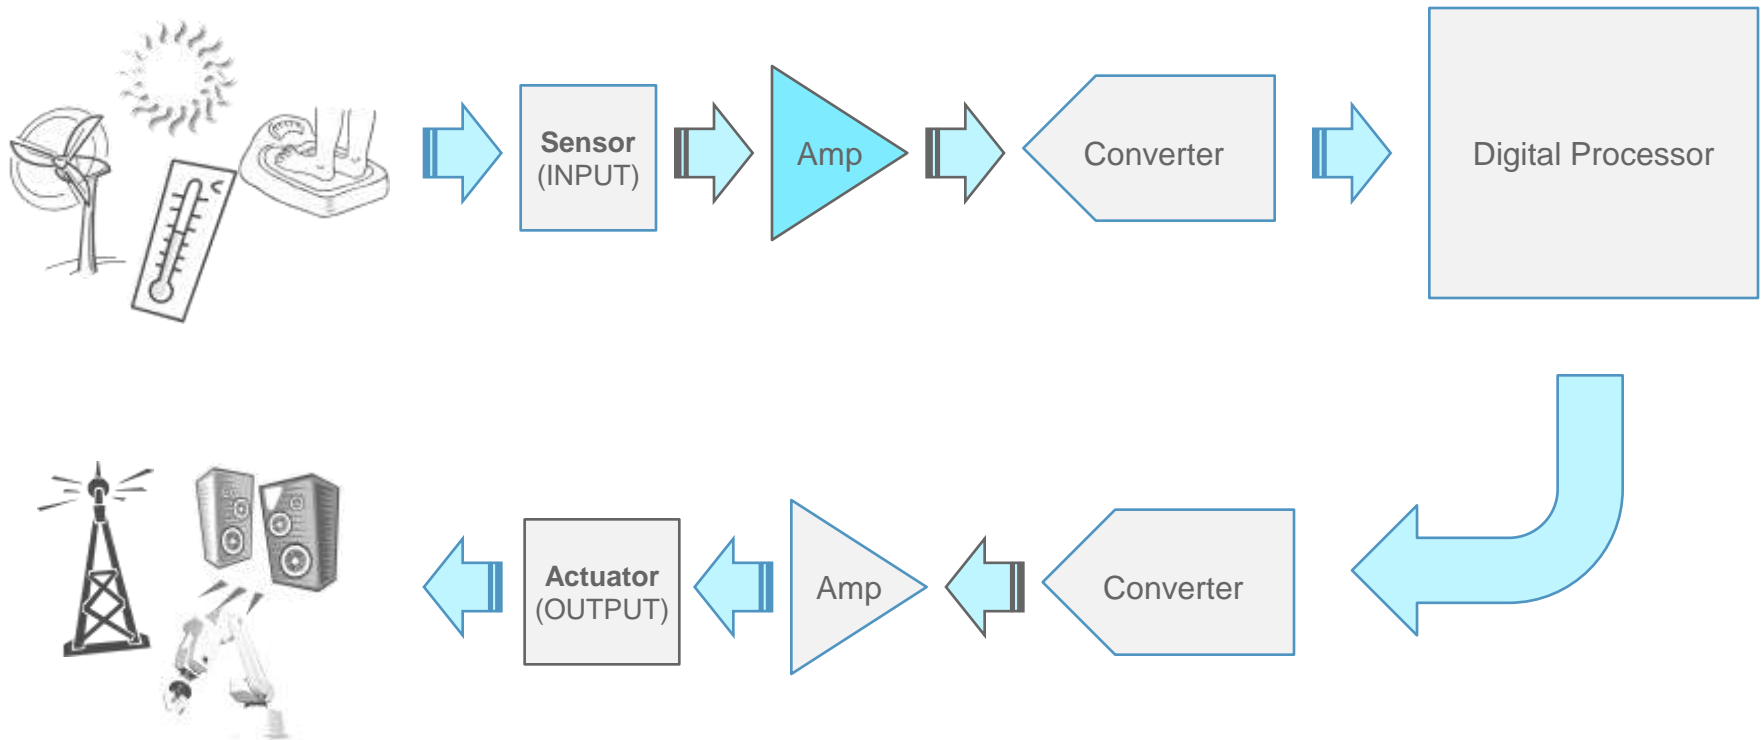 Sensor
(INPUT)
Amp
Converter
Digital Processor
Actuator
(OUTPUT)
Amp
Converter